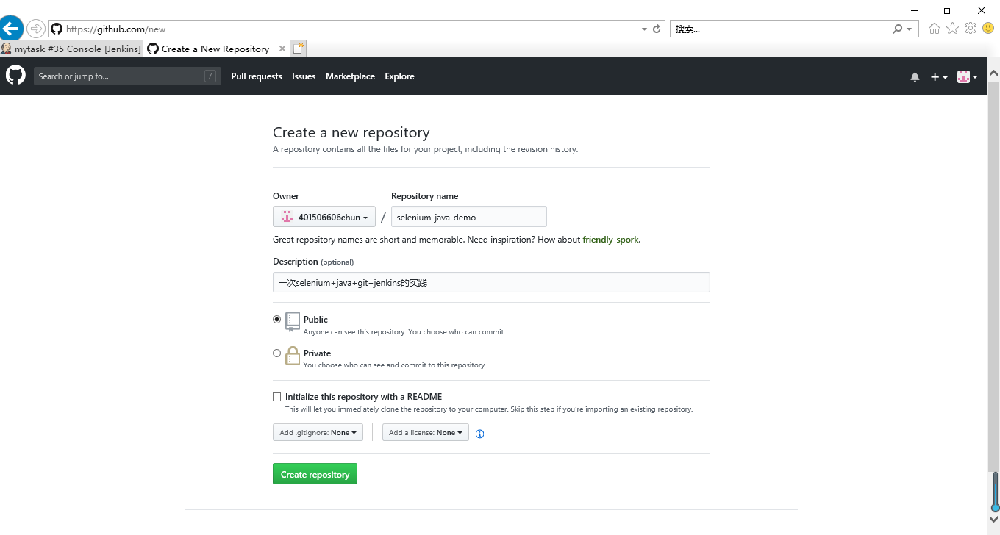 https://github.com/new
搜索...
mytask #35 Console [Jenkins]
Create a New Repository
Search or jump to...
/
Pull requests
Issues
Marketplace
Explore
Create a new repository
A repository contains all the files for your project, including the revision history.
Owner
Repository name
401506606chun
/
selenium-java-demo
Great repository names are short and memorable. Need inspiration? How about friendly-spork.
Description (optional)
一次selenium+java+git+jenkins的实践
Public
Anyone can see this repository. You choose who can commit.
Private
You choose who can see and commit to this repository.
Initialize this repository with a README
This will let you immediately clone the repository to your computer. Skip this step if you're importing an existing repository.
Add .gitignore: None
Add a license: None
Create repository